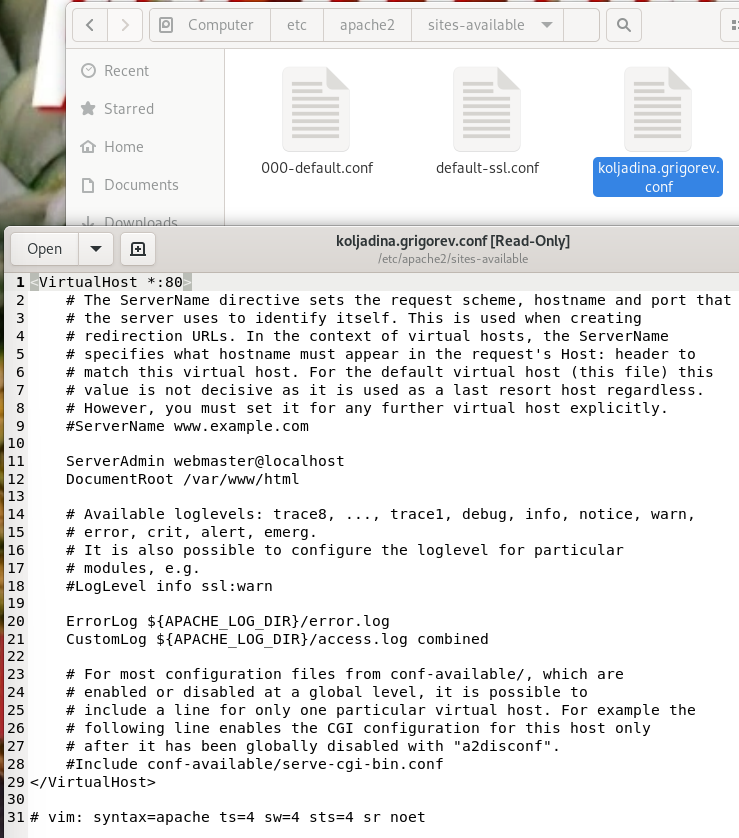 Computer etc apache2 sites-available
Recent
Starred
Home
Documents
Downloads
000-default.conf
default-ssl.conf
koljadina.grigorev.
conf
Open
koljadina.grigorev.conf [Read-Only]
/etc/apache2/sites-available
1 <VirtualHost *:80>
2 # The ServerName directive sets the request scheme, hostname and port that
3 # the server uses to identify itself. This is used when creating
4 # redirection URLs. In the context of virtual hosts, the ServerName
5 # specifies what hostname must appear in the request's Host: header to
6 # match this virtual host. For the default virtual host (this file) this
7 # value is not decisive as it is used as a last resort host regardless.
8 # However, you must set it for any further virtual host explicitly.
9 #ServerName www.example.com
10
11 ServerAdmin webmaster@localhost
12 DocumentRoot /var/www/html
13
14 # Available loglevels: trace8, ..., trace1, debug, info, notice, warn,
15 # error, crit, alert, emerg.
16 # It is also possible to configure the loglevel for particular
17 # modules, e.g.
18 #LogLevel info ssl:warn
19
20 ErrorLog ${APACHE_LOG_DIR}/error.log
21 CustomLog ${APACHE_LOG_DIR}/access.log combined
22
23 # For most configuration files from conf-available/, which are
24 # enabled or disabled at a global level, it is possible to
25 # include a line for only one particular virtual host. For example the
26 # following line enables the CGI configuration for this host only
27 # after it has been globally disabled with "a2disconf".
28 #Include conf-available/serve-cgi-bin.conf
29 </VirtualHost>
30
31 # vim: syntax=apache ts=4 sw=4 sts=4 sr noet